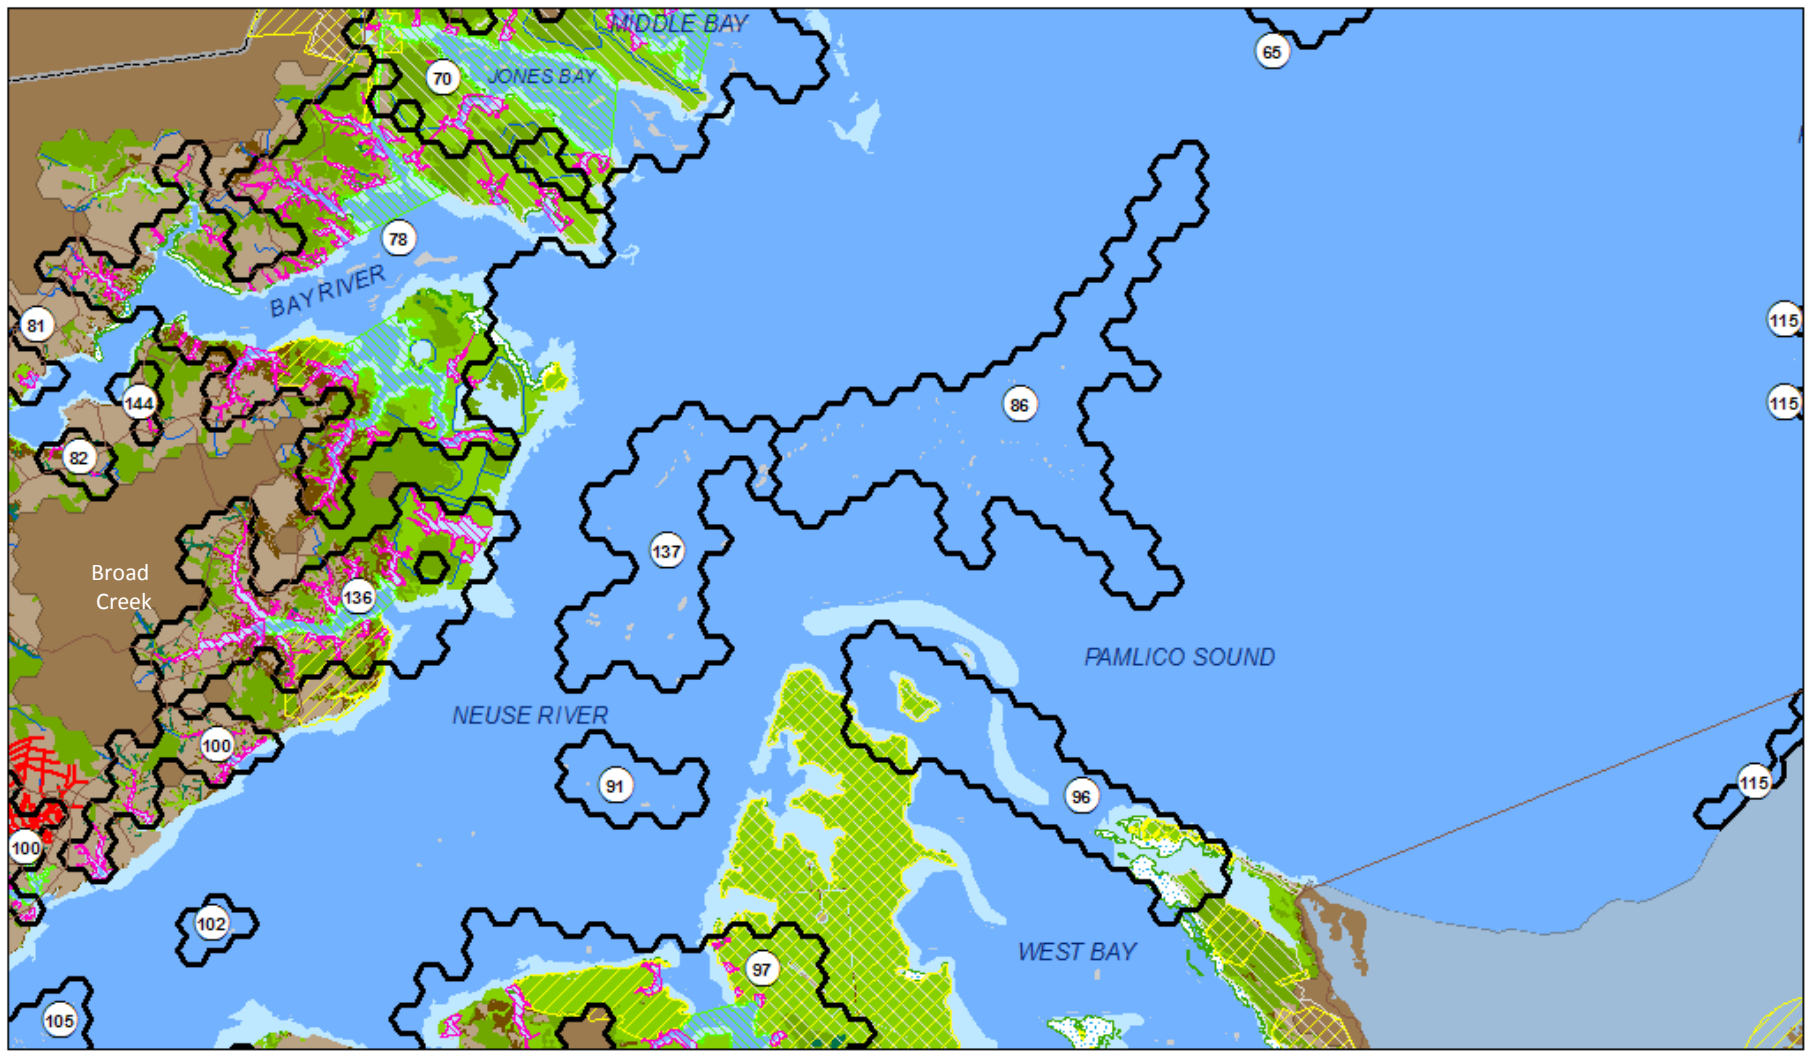 MIDDLE BAY
65
70
JONES BAY
78
BAY RIVER
81
115
144
86
115
82
137
Broad
Creek
136
PAMLICO SOUND
NEUSE RIVER
100
91
96
115
100
102
WEST BAY
97
105